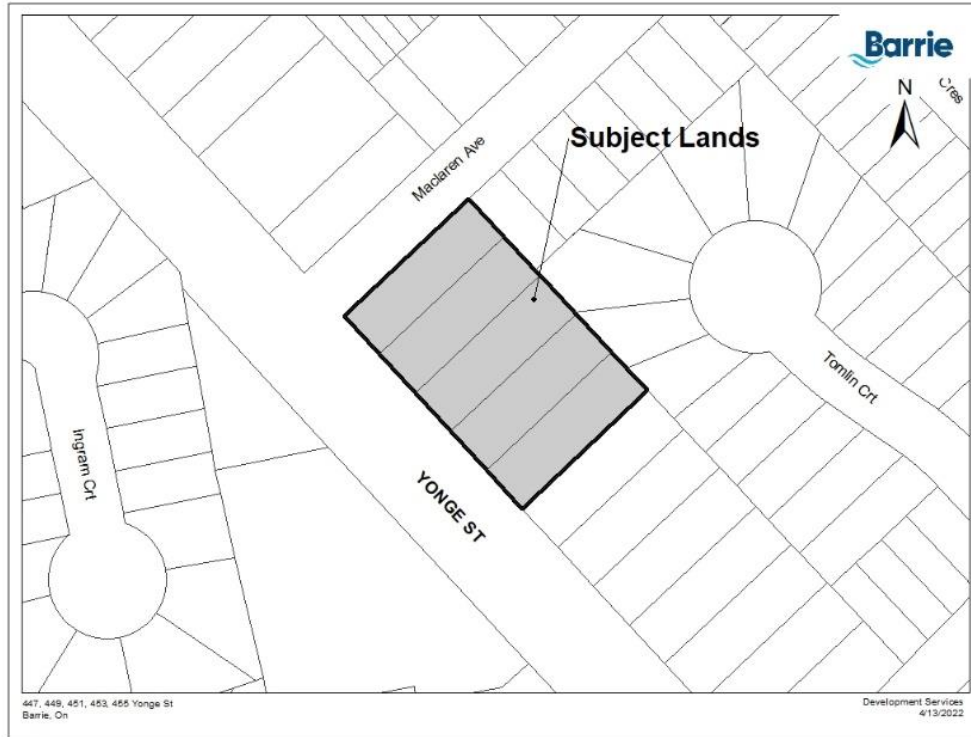 Barrie
N
Cres
Maclaren Ave
Subject Lands
Tomlin Crt
Ingram Crt
YONGE ST
447, 449, 451, 453, 455 Yonge St
Barrie, On
Development Services
4/13/2022